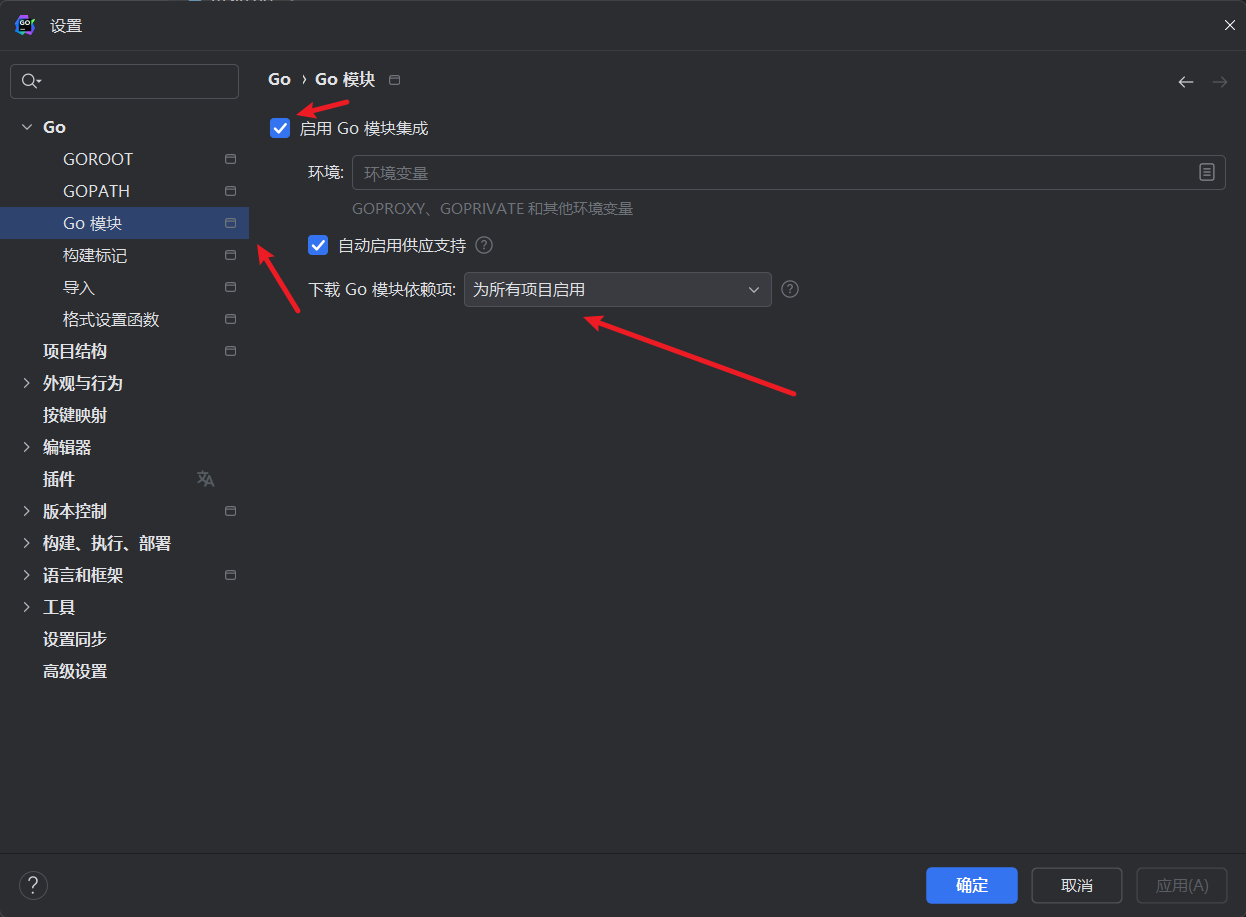 设置
Go › Go 模块
Go
GOROOT
GOPATH
Go 模块
构建标记
导入
格式设置函数
项目结构
外观与行为
按键映射
编辑器
插件
版本控制
构建、执行、部署
语言和框架
工具
设置同步
高级设置
启用 Go 模块集成
环境: 环境变量
GOPROXY、GOPRIVATE 和其他环境变量
自动启用供应支持 ?
下载 Go 模块依赖项: 为所有项目启用 ?
? 确定 取消 应用(A)